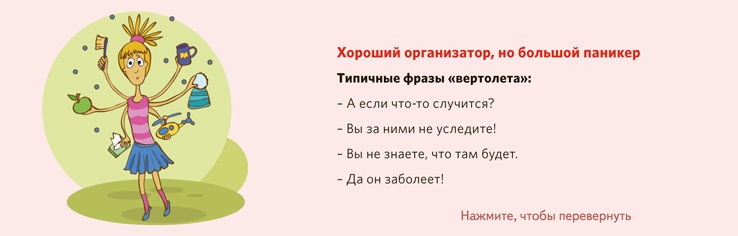 Хороший организатор, но большой паникер
Типичные фразы «вертолета»:
– А если что-то случится?
– Вы за ними не уследите!
– Вы не знаете, что там будет.
– Да он заболеет!
Нажмите, чтобы перевернуть